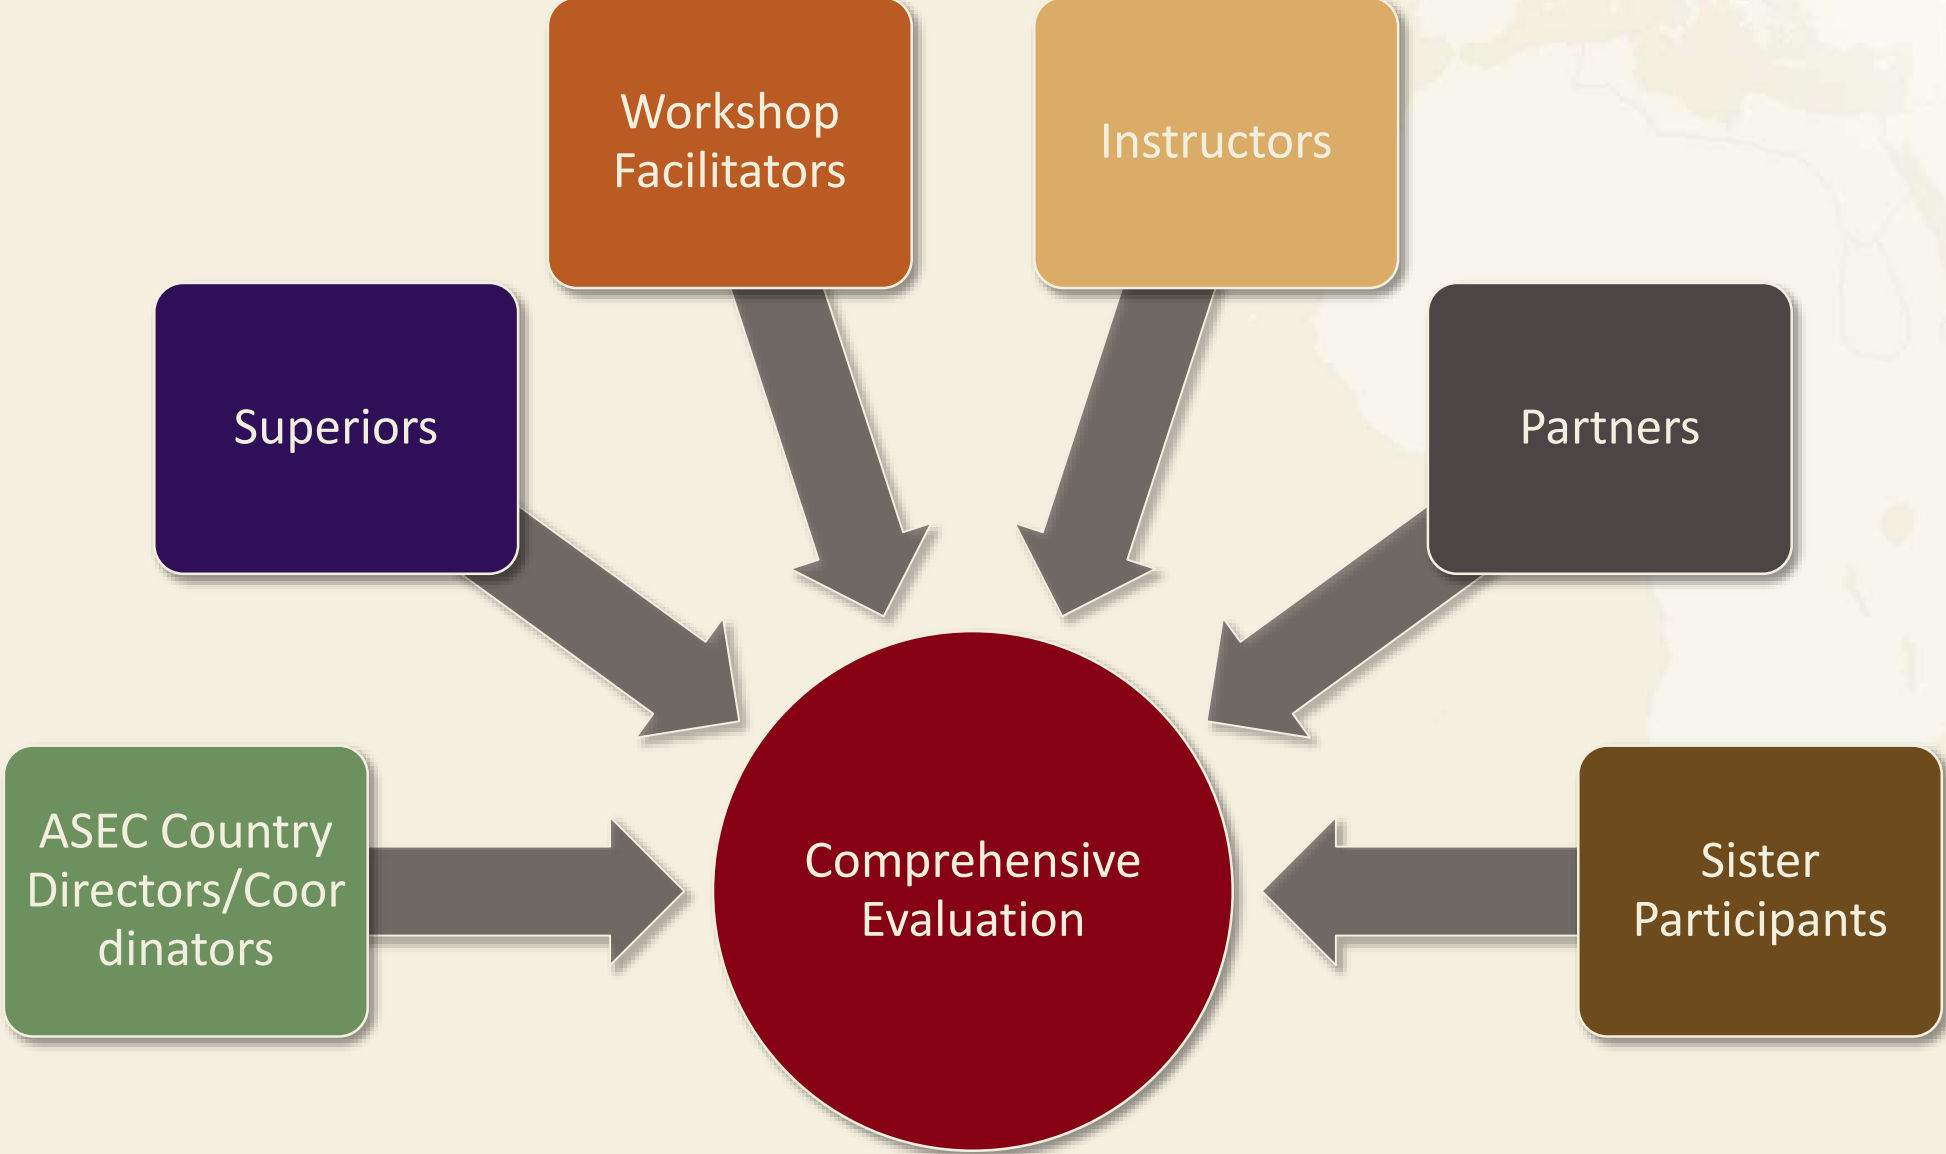 Workshop
Facilitators
Instructors
Superiors
Partners
ASEC Country
Directors/Coor
dinators
Comprehensive
Evaluation
Sister
Participants